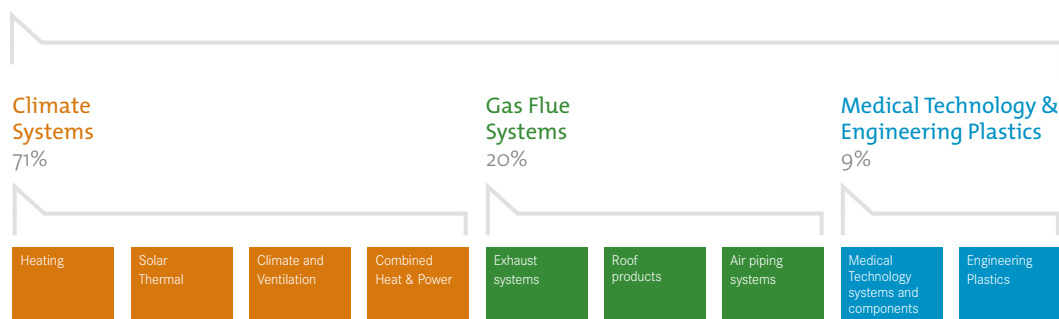 Climate
Systems
71%
Gas Flue
Systems
20%
Medical Technology &
Engineering Plastics
9%
Heating
Solar
Thermal
Climate and
Ventilation
Combined
Heat & Power
Exhaust
systems
Roof
products
Air piping
systems
Medical
Technology
systems and
components
Engineering
Plastics